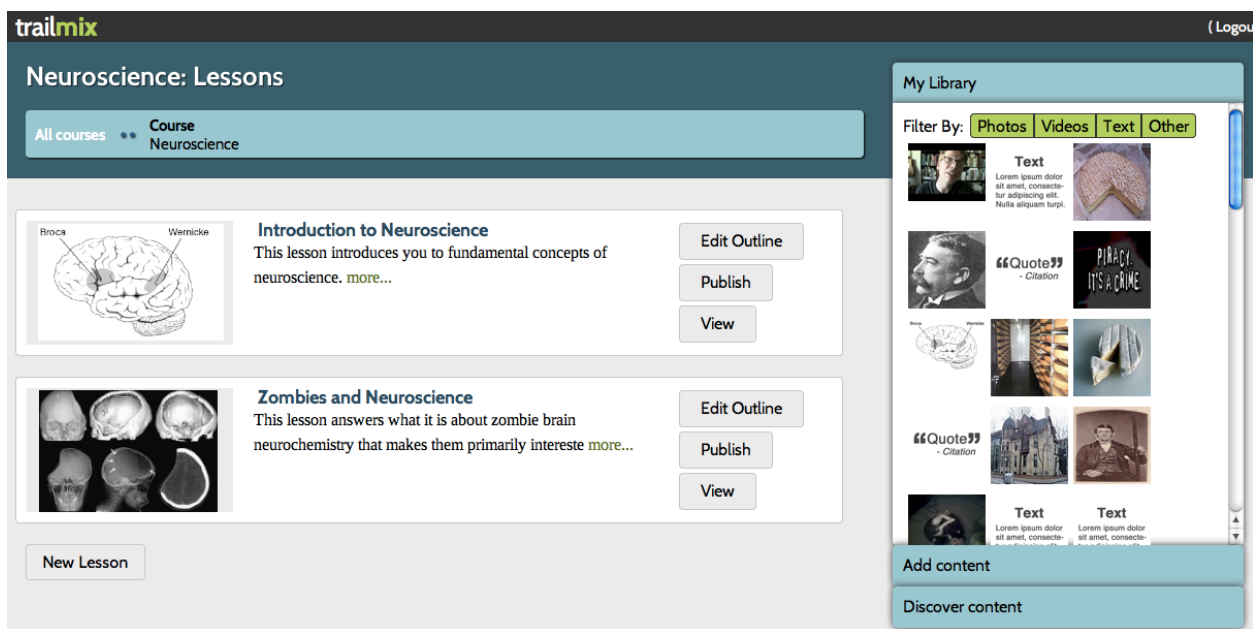 trailmix
( Logou
Neuroscience: Lessons
All courses
Course
Neuroscience
Broca Wernicke
Introduction to Neuroscience
This lesson introduces you to fundamental concepts of
neuroscience. more...
Edit Outline
Publish
View
Zombies and Neuroscience
This lesson answers what it is about zombie brain
neurochemistry that makes them primarily intereste more...
Edit Outline
Publish
View
New Lesson
My Library
Filter By: Photos Videos Text Other
Text
Lorem ipsum dolor
sit amet, consecte-
tur adipiscing elit.
Nulla aliquam turpi.
“Quote”
- Citation
PIRACY.
IT'S A CRIME.
Broca Wernicke
“Quote”
- Citation
Text
Lorem ipsum dolor
sit amet, consecte-
Text
Lorem ipsum dolor
sit amet, consecte-
Add content
Discover content